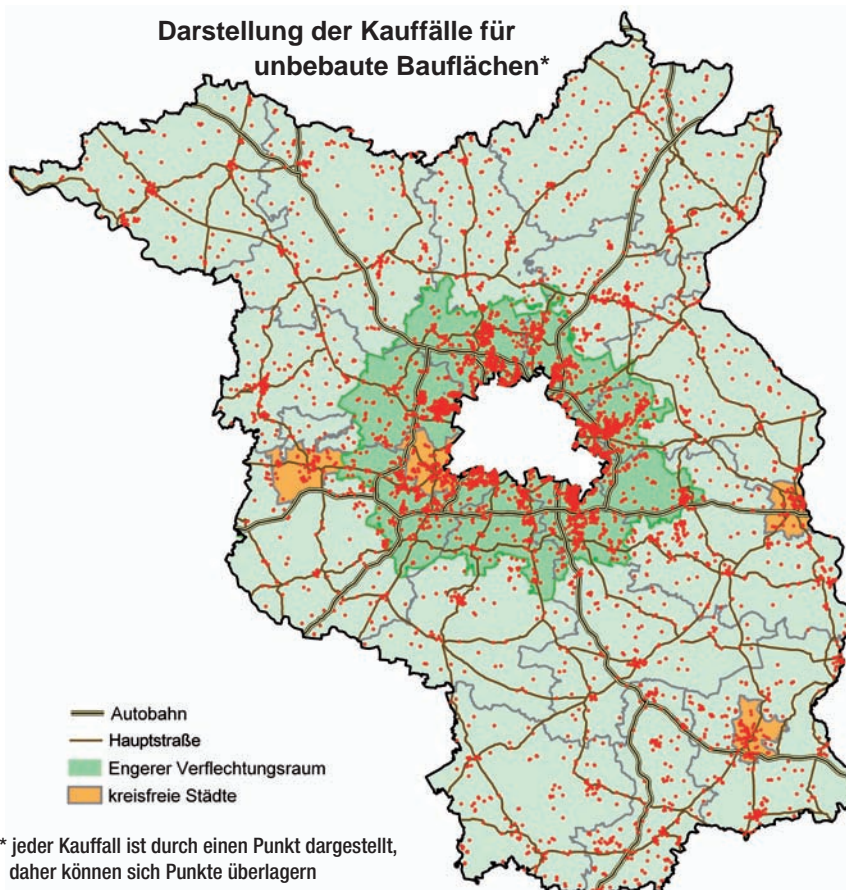 Darstellung der Kauffälle für
unbebaute Bauflächen*
Autobahn
Hauptstraße
Engerer Verflechtungsraum
kreisfreie Städte
* jeder Kauffall ist durch einen Punkt dargestellt,
daher können sich Punkte überlagern